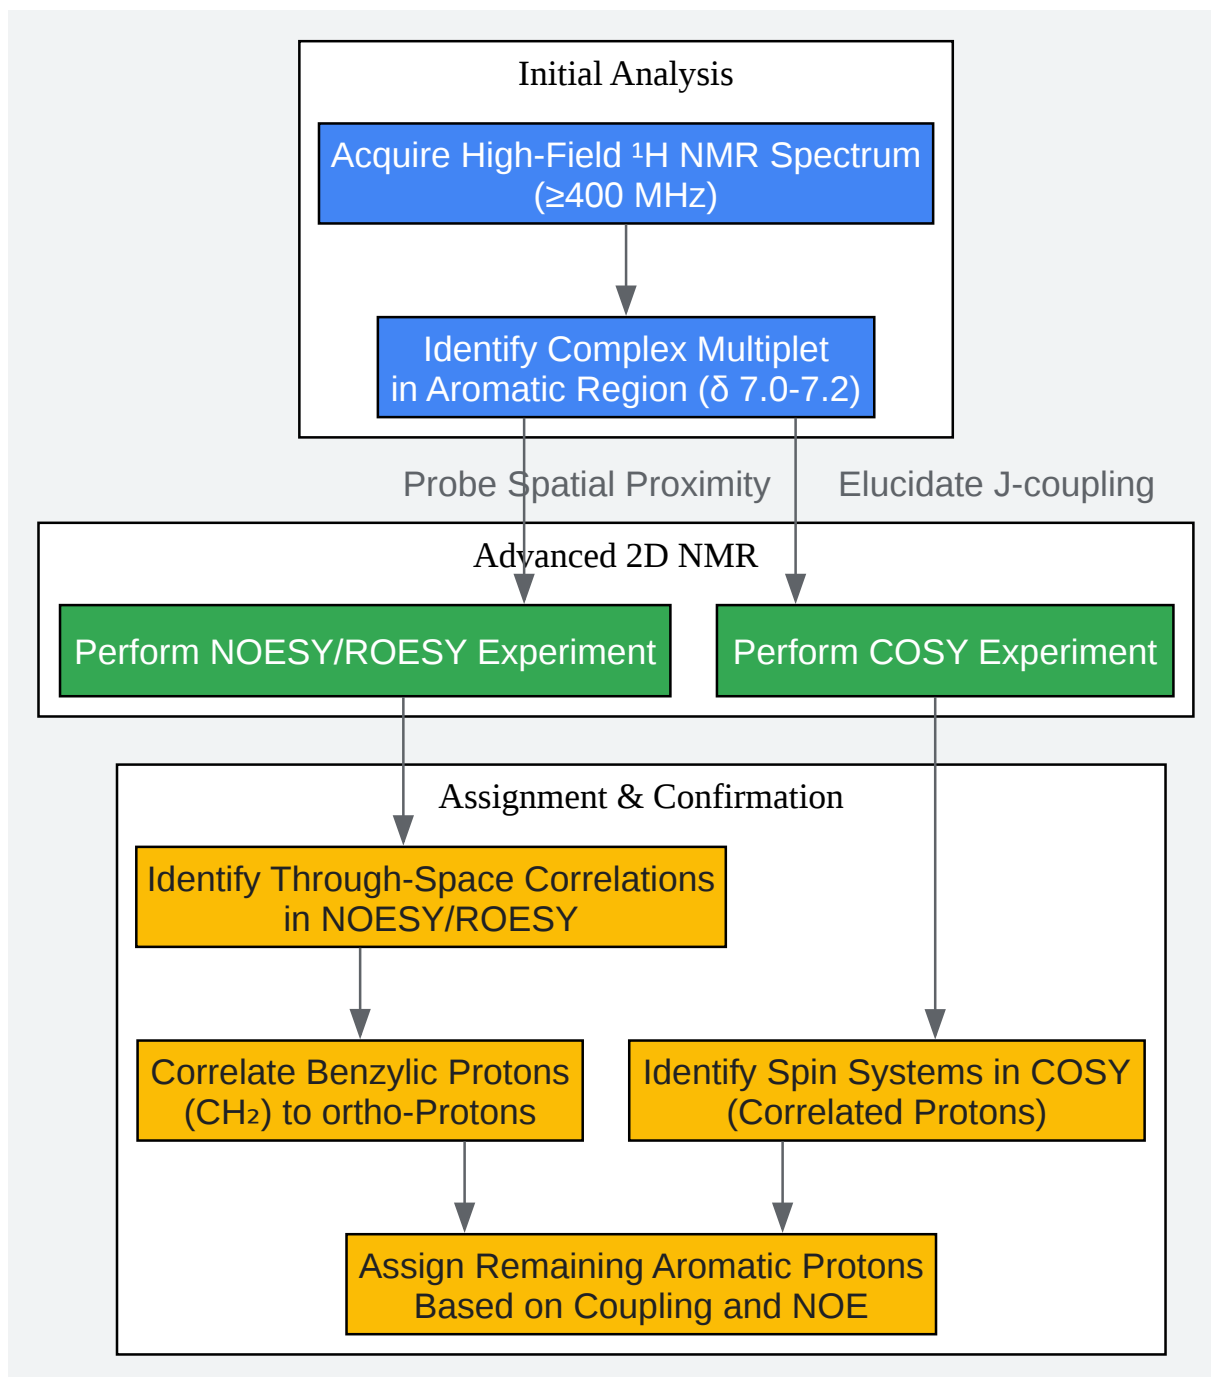 Initial Analysis
Acquire High-Field ¹H NMR Spectrum
(≥400 MHz)
Identify Complex Multiplet
in Aromatic Region (δ 7.0-7.2)
Probe Spatial Proximity
Elucidate J-coupling
Advanced 2D NMR
Perform NOESY/ROESY Experiment
Perform COSY Experiment
Assignment & Confirmation
Identify Through-Space Correlations
in NOESY/ROESY
Correlate Benzylic Protons
(CH₂) to ortho-Protons
Identify Spin Systems in COSY
(Correlated Protons)
Assign Remaining Aromatic Protons
Based on Coupling and NOE